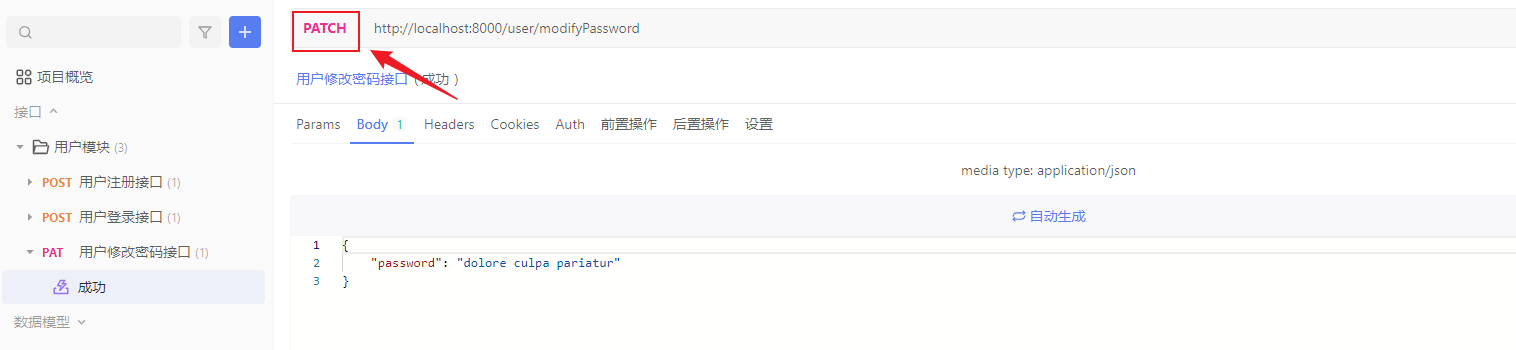 项目概览
接口
用户模块 (3)
POST 用户注册接口 (1)
POST 用户登录接口 (1)
PAT 用户修改密码接口 (1)
成功
数据模型
PATCH http://localhost:8000/user/modifyPassword
用户修改密码接口 (成功 )
Params Body 1 Headers Cookies Auth 前置操作 后置操作 设置
media type: application/json
自动生成
1 {
2 "password": "dolore culpa pariatur"
3 }